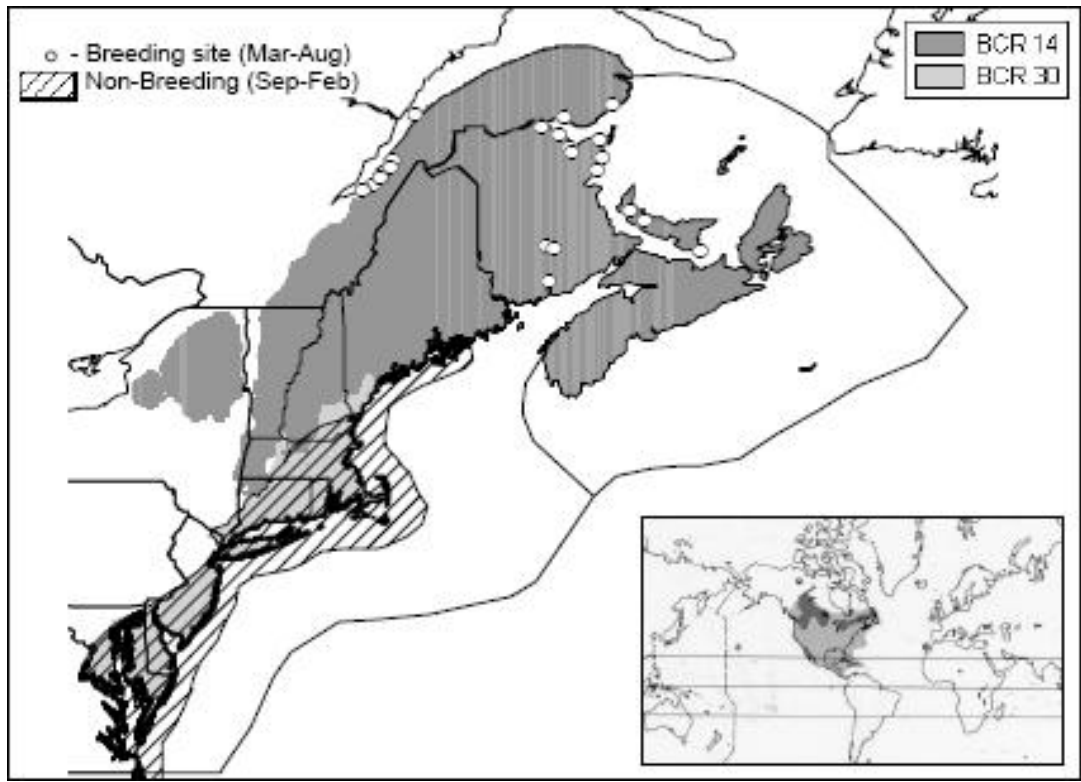 - Breeding site (Mar-Aug)
Non-Breeding (Sep-Feb)
BCR 14
BCR 30